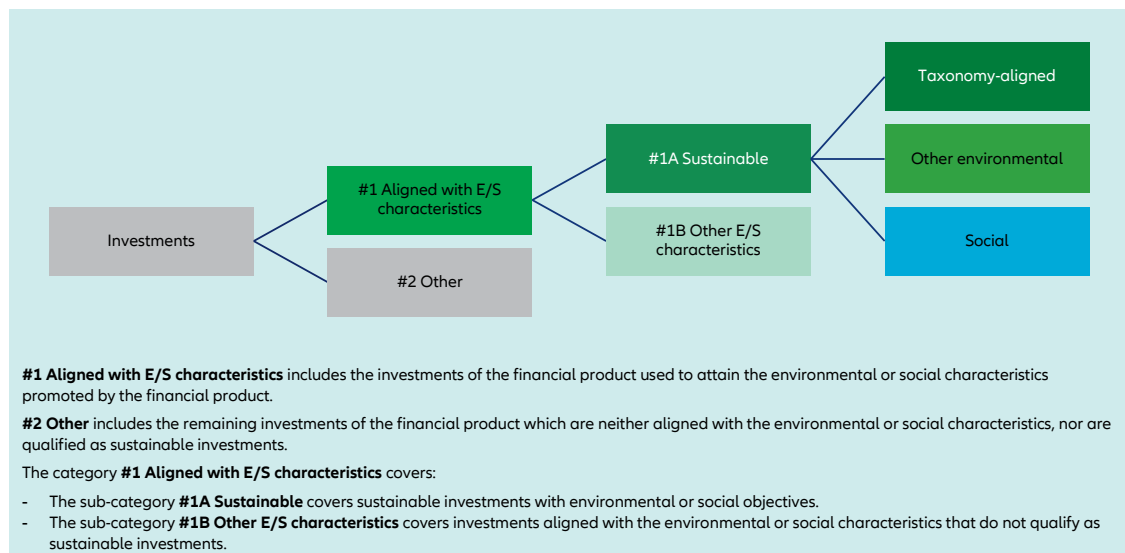 Taxonomy-aligned
#1A Sustainable
Other environmental
#1 Aligned with E/S
characteristics
#1B Other E/S
characteristics
Investments
Social
#2 Other
#1 Aligned with E/S characteristics includes the investments of the financial product used to attain the environmental or social characteristics
promoted by the financial product.
#2 Other includes the remaining investments of the financial product which are neither aligned with the environmental or social characteristics, nor are
qualified as sustainable investments.
The category #1 Aligned with E/S characteristics covers:
- The sub-category #1A Sustainable covers sustainable investments with environmental or social objectives.
- The sub-category #1B Other E/S characteristics covers investments aligned with the environmental or social characteristics that do not qualify as
sustainable investments.